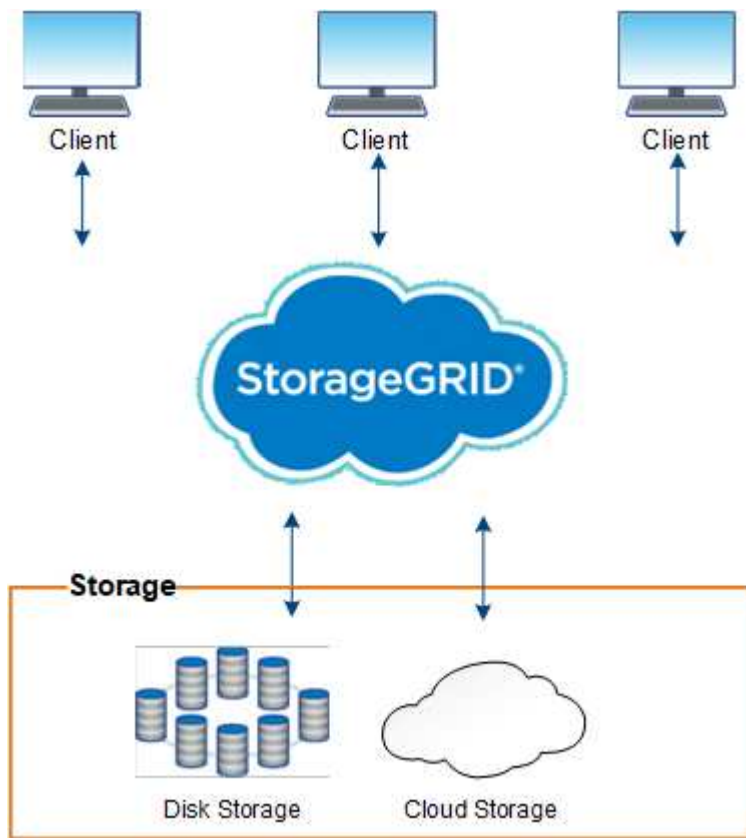 Client
Client
Client
StorageGRID®
Storage
Disk Storage
Cloud Storage